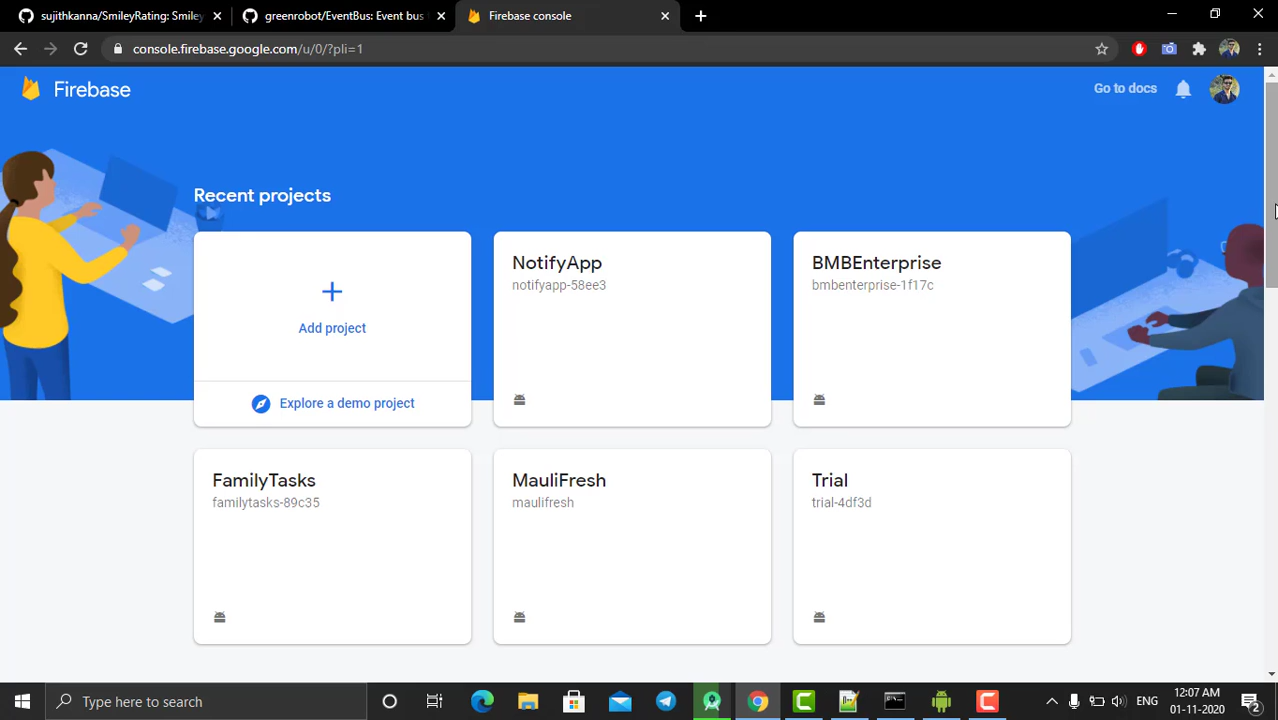 sujithkanna/SmileyRating: Smiley
greenrobot/EventBus: Event bus f
Firebase console
console.firebase.google.com/u/0/?pli=1
Firebase
Go to docs
Recent projects
Add project
Explore a demo project
NotifyApp
notifyapp-58ee3
BMBEnterprise
bmbenterprise-1f17c
FamilyTasks
familytasks-89c35
MauliFresh
maulifresh
Trial
trial-4df3d
Type here to search
ENG
12:07 AM
01-11-2020
2